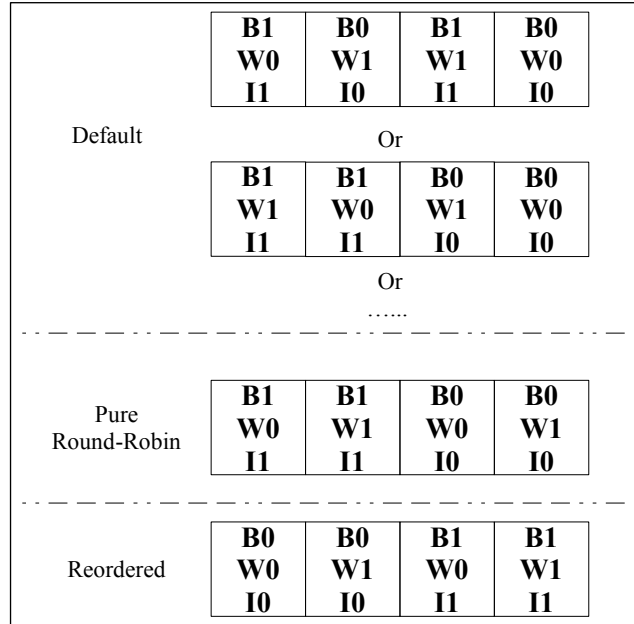 B1 B0 B1 B0
W0 W1 W1 W0
I1 I0 I1 I0
Default
Or
B1 B1 B0 B0
W1 W0 W1 W0
I1 I1 I0 I0
Or
…...
B1 B1 B0 B0
Pure
W0 W1 W0 W1
Round-Robin
I1 I1 I0 I0
B0 B0 B1 B1
Reordered W0 W1 W0 W1
I0 I0 I1 I1